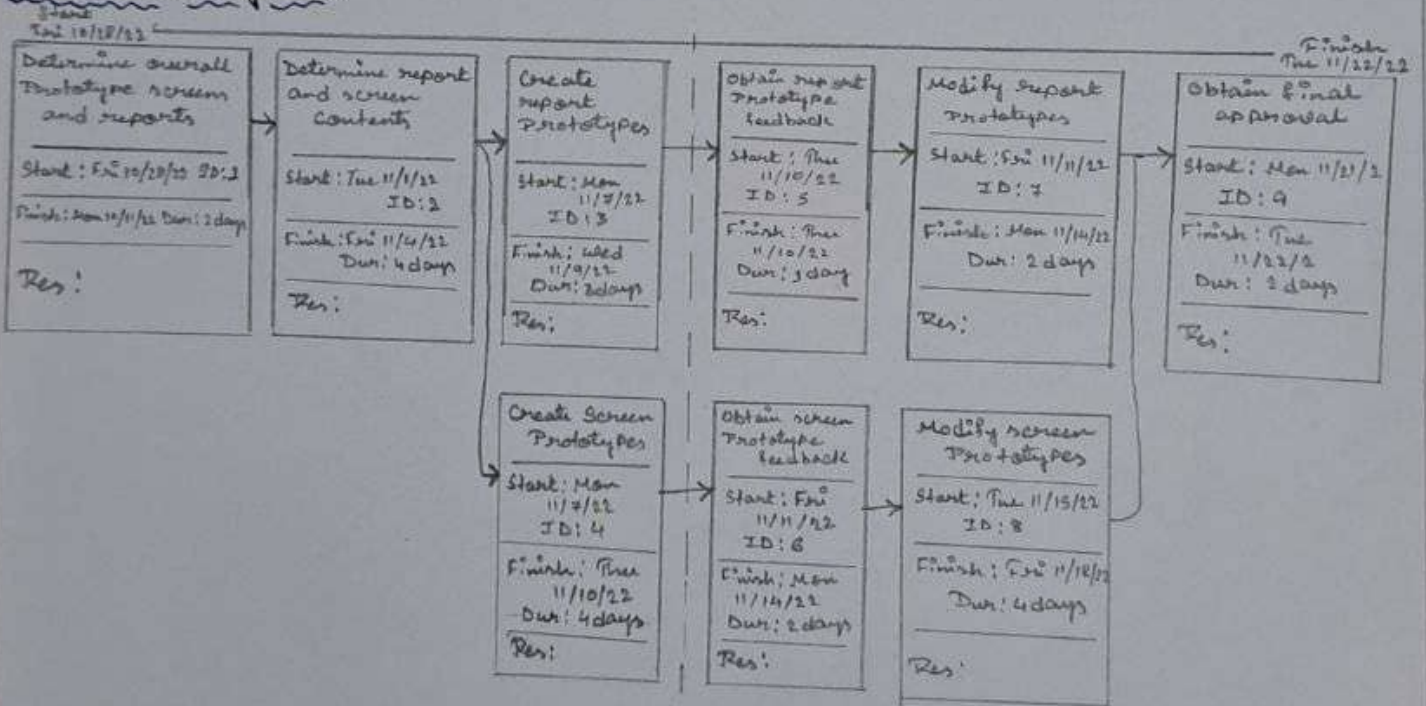 Start
Fri 10/28/22
Finish
Tue 11/22/22
Determine overall
Prototype screens
and reports
Start: Fri 10/28/22 ID:1
Finish: Mon 10/31/22 Dur: 2 days
Res:
Determine report
and screen
Contents
Start: Tue 11/1/22
ID: 2
Finish: Fri 11/4/22
Dur: 4 days
Res:
Create
report
Prototypes
Start: Mon
11/7/22
ID: 3
Finish: Wed
11/9/22
Dur: 3 days
Res:
Obtain report
Prototype
feedback
Start: Thu
11/10/22
ID: 5
Finish: Thu
11/10/22
Dur: 1 day
Res:
Modify report
Prototypes
Start: Fri 11/11/22
ID: 7
Finish: Mon 11/14/22
Dur: 2 days
Res:
Obtain final
approval
Start: Mon 11/21/2
ID: 9
Finish: Tue
11/22/2
Dur: 2 days
Res:
Create Screen
Prototypes
Start: Mon
11/7/22
ID: 4
Finish: Thu
11/10/22
Dur: 4 days
Res:
Obtain screen
Prototype
feedback
Start: Fri
11/11/22
ID: 6
Finish: Mon
11/14/22
Dur: 2 days
Res:
Modify screen
Prototypes
Start: Tue 11/15/22
ID: 8
Finish: Fri 11/18/22
Dur: 4 days
Res: